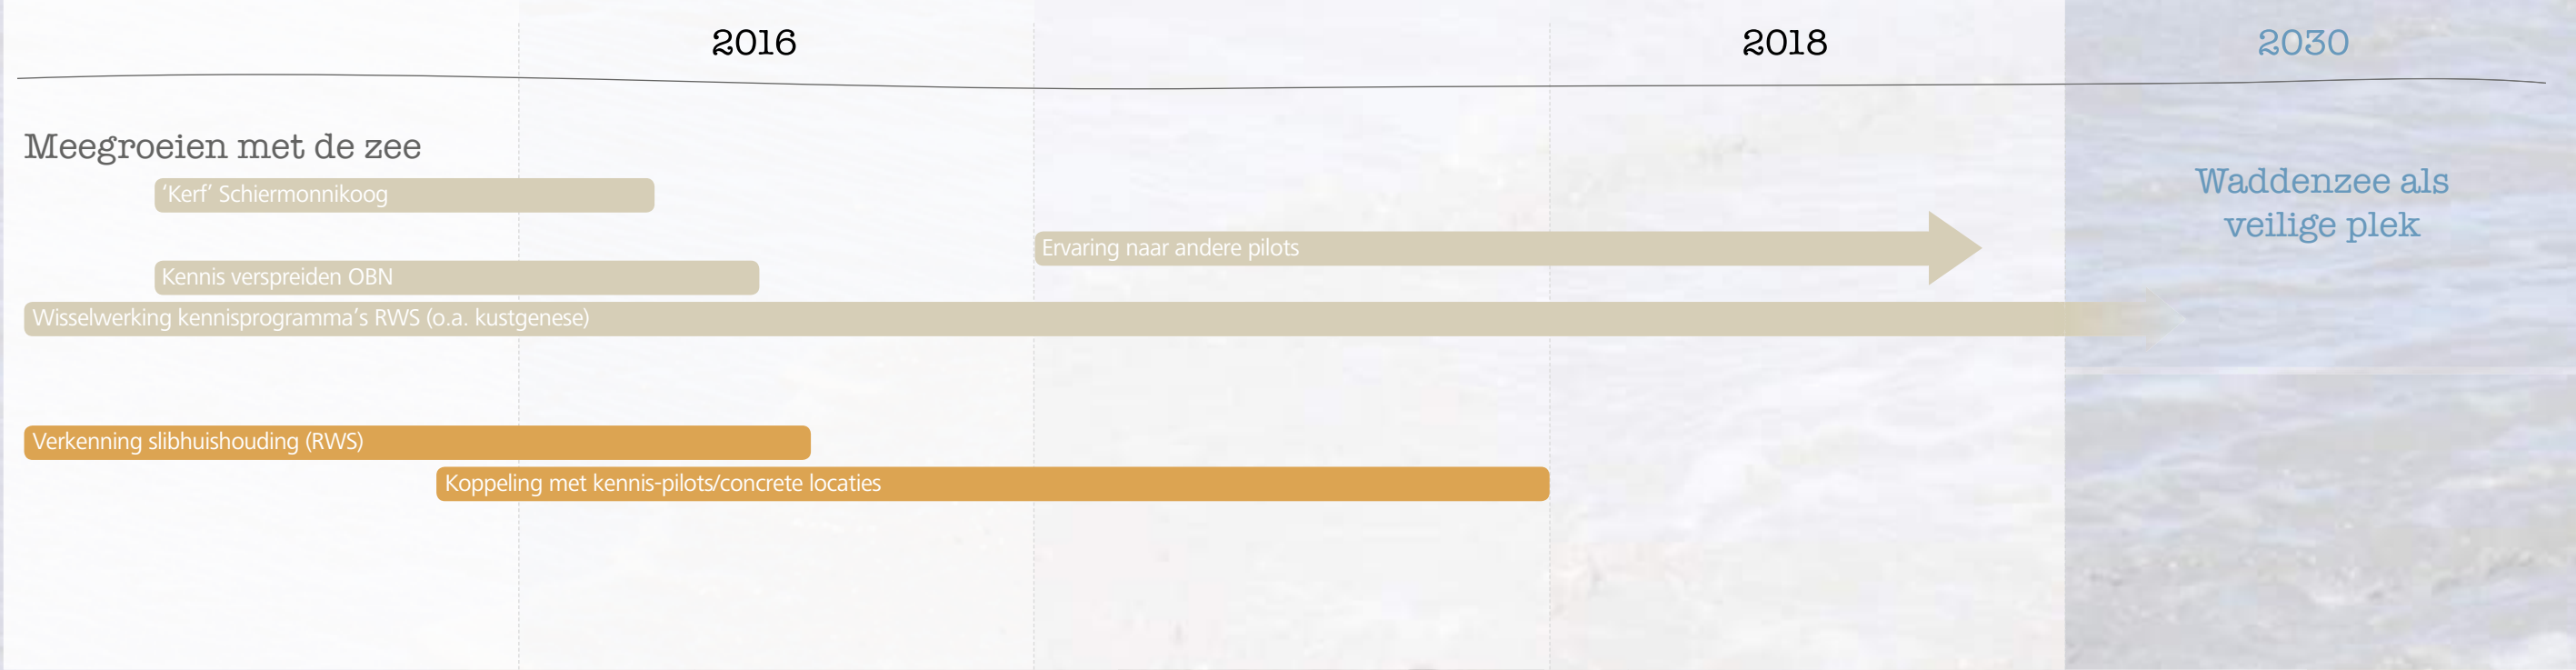 2016
2018
2030
Meegroeien met de zee
Waddenzee als
veilige plek
‘Kerf’ Schiermonnikoog
Ervaring naar andere pilots
Kennis verspreiden OBN
Wisselwerking kennisprogramma’s RWS (o.a. kustgenese)
Verkenning slibhuishouding (RWS)
Koppeling met kennis-pilots/concrete locaties